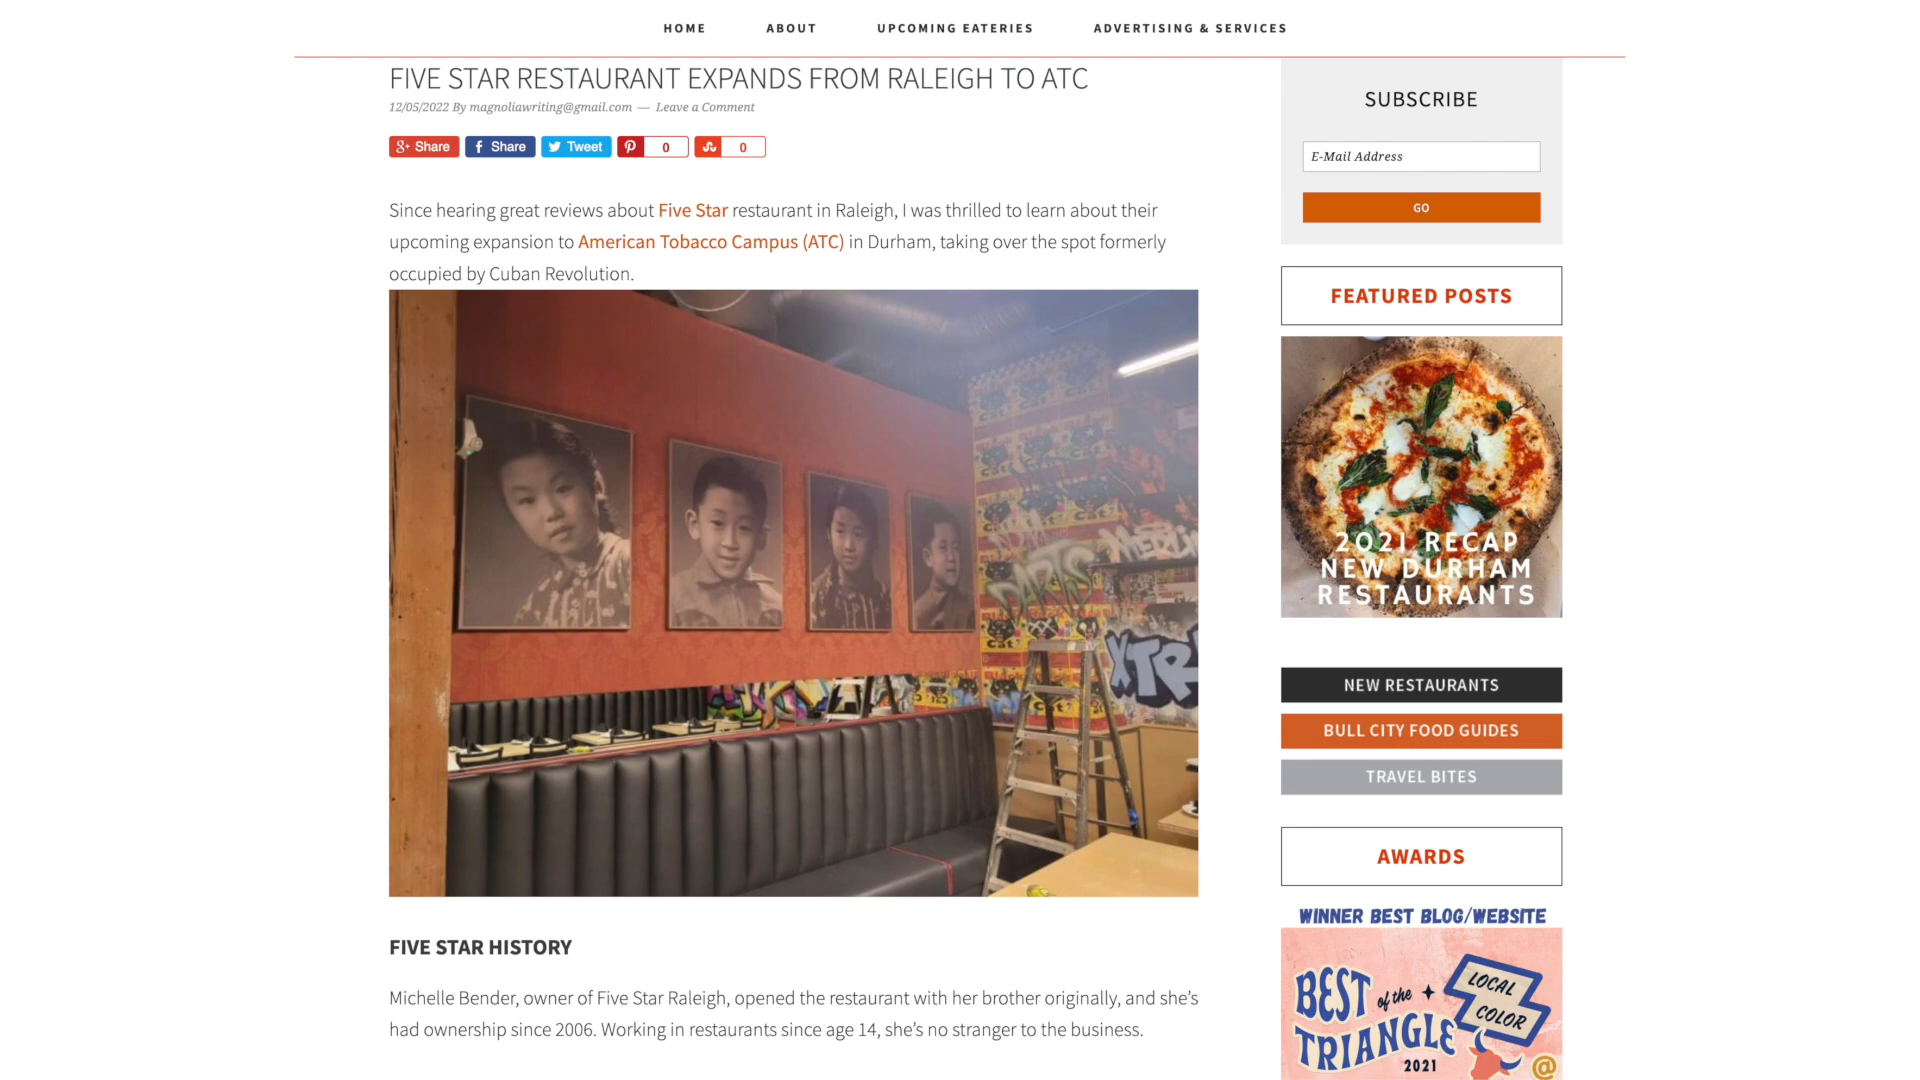 HOME ABOUT UPCOMING EATERIES ADVERTISING & SERVICES
FIVE STAR RESTAURANT EXPANDS FROM RALEIGH TO ATC
12/05/2022 By magnoliawriting@gmail.com — Leave a Comment
Share Share Tweet 0 0
Since hearing great reviews about Five Star restaurant in Raleigh, I was thrilled to learn about their
upcoming expansion to American Tobacco Campus (ATC) in Durham, taking over the spot formerly
occupied by Cuban Revolution.
DARTS
MERLIN
XTR
Cat
FIVE STAR HISTORY
Michelle Bender, owner of Five Star Raleigh, opened the restaurant with her brother originally, and she’s
had ownership since 2006. Working in restaurants since age 14, she’s no stranger to the business.
SUBSCRIBE
E-Mail Address
GO
FEATURED POSTS
2021 RECAP
NEW DURHAM
RESTAURANTS
NEW RESTAURANTS
BULL CITY FOOD GUIDES
TRAVEL BITES
AWARDS
WINNER BEST BLOG/WEBSITE
BEST of the
TRIANGLE
2021
LOCAL
COLOR
@